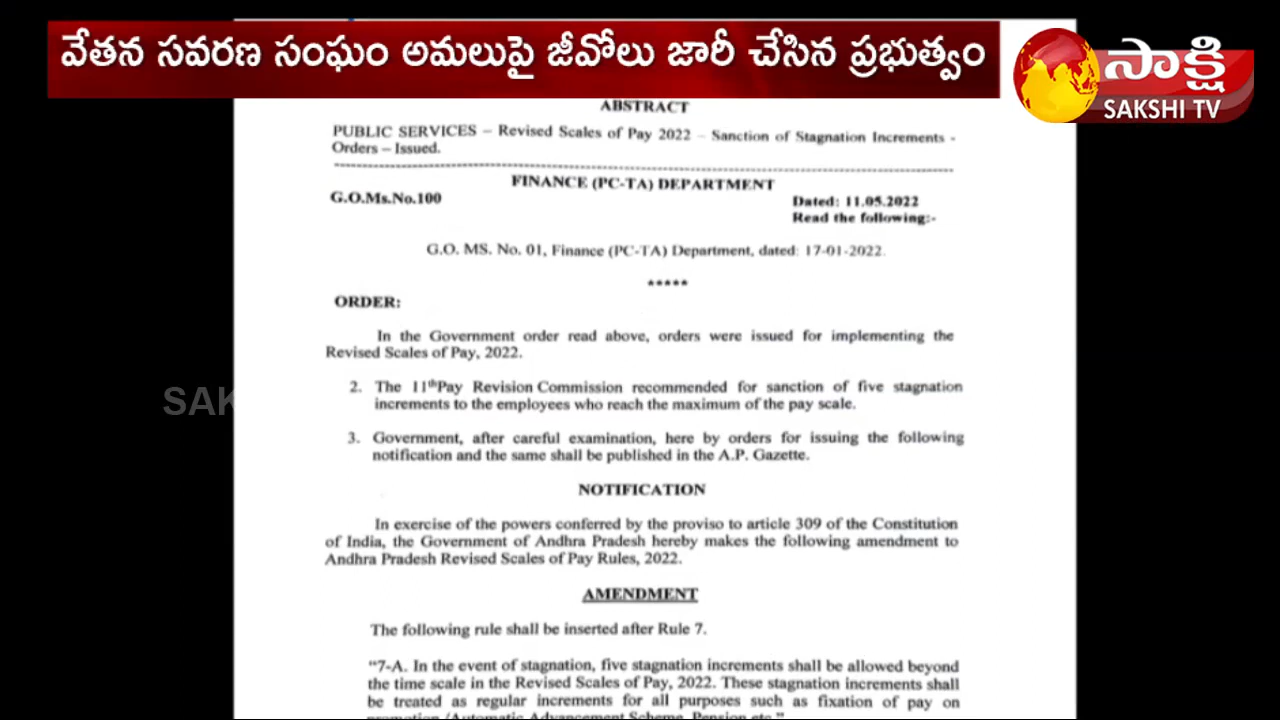 వేతన సవరణ సంఘం అమలుపై జీవోలు జారీ చేసిన ప్రభుత్వం
సాక్షి
SAKSHI TV
ABSTRACT
PUBLIC SERVICES – Revised Scales of Pay 2022 – Sanction of Stagnation Increments -
Orders – Issued.
FINANCE (PC-TA) DEPARTMENT
G.O.Ms.No.100
Dated: 11.05.2022
Read the following:-
G.O. MS. No. 01, Finance (PC-TA) Department, dated: 17-01-2022.
*****
ORDER:
In the Government order read above, orders were issued for implementing the
Revised Scales of Pay, 2022.
2. The 11thPay Revision Commission recommended for sanction of five stagnation
increments to the employees who reach the maximum of the pay scale.
3. Government, after careful examination, here by orders for issuing the following
notification and the same shall be published in the A.P. Gazette.
NOTIFICATION
In exercise of the powers conferred by the proviso to article 309 of the Constitution
of India, the Government of Andhra Pradesh hereby makes the following amendment to
Andhra Pradesh Revised Scales of Pay Rules, 2022.
AMENDMENT
The following rule shall be inserted after Rule 7.
"7-A. In the event of stagnation, five stagnation increments shall be allowed beyond
the time scale in the Revised Scales of Pay, 2022. These stagnation increments shall
be treated as regular increments for all purposes such as fixation of pay on
promotion /Automatic Advancement Scheme, Pension etc."
SAK